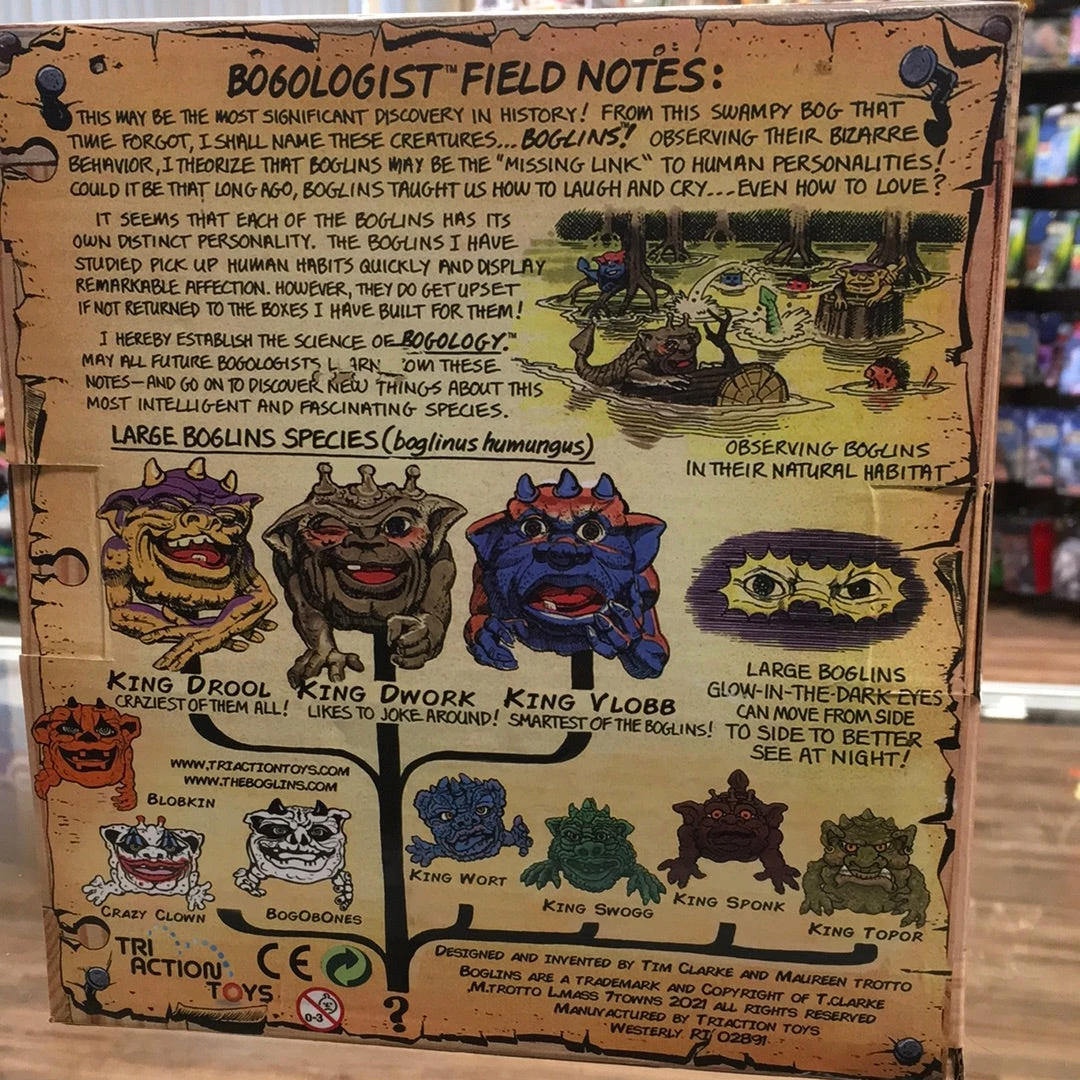 BOGOLOGIST™ FIELD NOTES:
THIS MAY BE THE MOST SIGNIFICANT DISCOVERY IN HISTORY! FROM THIS SWAMPY BOG THAT
TIME FORGOT, I SHALL NAME THESE CREATURES... BOGLINS™! OBSERVING THEIR BIZARRE
BEHAVIOR, I THEORIZE THAT BOGLINS MAY BE THE "MISSING LINK" TO HUMAN PERSONALITIES!
COULD IT BE THAT LONG AGO, BOGLINS TAUGHT US HOW TO LAUGH AND CRY...EVEN HOW TO LOVE?
IT SEEMS THAT EACH OF THE BOGLINS HAS ITS
OWN DISTINCT PERSONALITY. THE BOGLINS I HAVE
STUDIED PICK UP HUMAN HABITS QUICKLY AND DISPLAY
REMARKABLE AFFECTION. HOWEVER, THEY DO GET UPSET
IF NOT RETURNED TO THE BOXES I HAVE BUILT FOR THEM!
I HEREBY ESTABLISH THE SCIENCE OF BOGOLOGY.™
MAY ALL FUTURE BOGOLOGISTS THESE
NOTES—AND GO ON TO DISCOVER NEW THINGS ABOUT THIS
MOST INTELLIGENT AND FASCINATING SPECIES.
OBSERVING BOGLINS
IN THEIR NATURAL HABITAT
LARGE BOGLINS SPECIES (boglinus humungus)
KING DROOL
CRAZIEST OF THEM ALL!
KING DWORK
LIKES TO JOKE AROUND!
KING VLOBB
SMARTEST OF THE BOGLINS!
LARGE BOGLINS
GLOW-IN-THE-DARK EYES
CAN MOVE FROM SIDE
TO SIDE TO BETTER
SEE AT NIGHT!
WWW.TRIACTIONTOYS.COM
WWW.THEBOGLINS.COM
BLOBKIN
CRAZY CLOWN
BOGOBONES
KING WORT
KING SWOGG
KING SPONK
KING TOPOR
TRI
ACTION
TOYS
CE
0-3
?
DESIGNED AND INVENTED BY TIM CLARKE AND MAUREEN TROTTO
BOGLINS ARE A TRADEMARK AND COPYRIGHT OF T.CLARKE
,M.TROTTO L.MASS 7TOWNS 2021 ALL RIGHTS RESERVED
MANUYACTURED BY TRIACTION TOYS
WESTERLY RI 02891